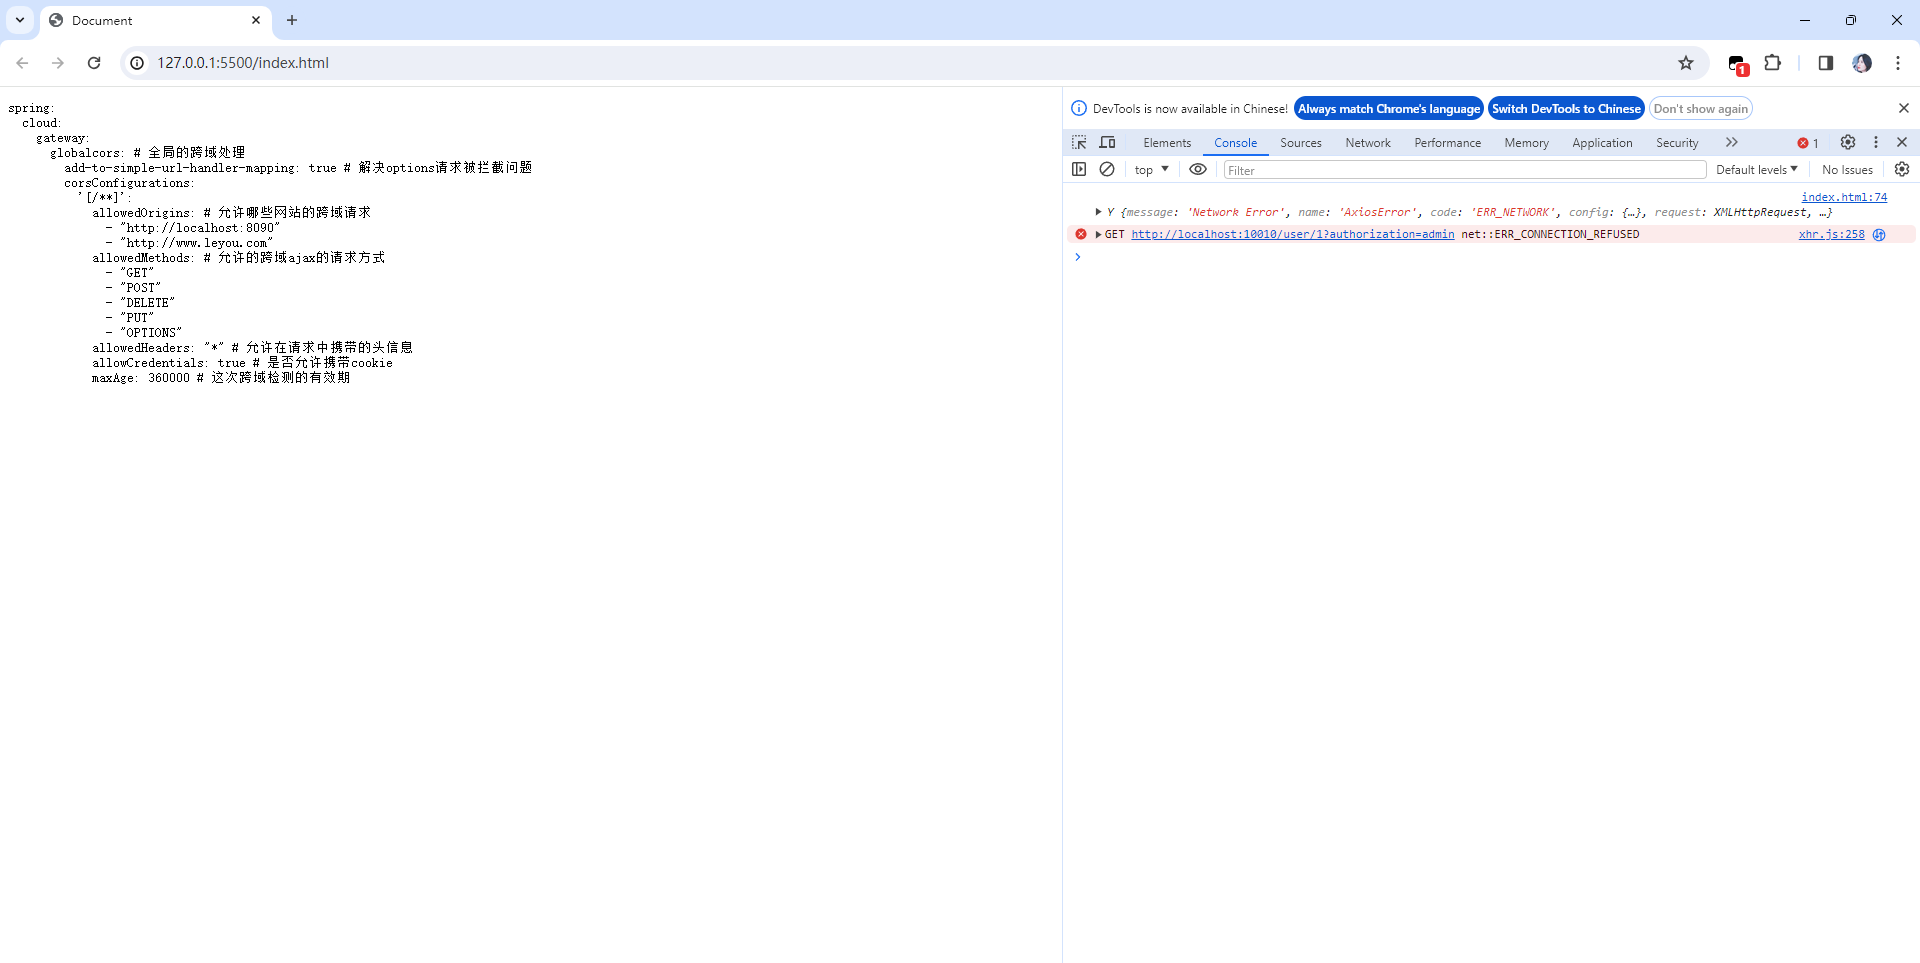 Document
127.0.0.1:5500/index.html
1
spring:
cloud:
gateway:
globalcors: # 全局的跨域处理
add-to-simple-url-handler-mapping: true # 解决options请求被拦截问题
corsConfigurations:
'[/**]':
allowedOrigins: # 允许哪些网站的跨域请求
- "http://localhost:8090"
- "http://www.leyou.com"
allowedMethods: # 允许的跨域ajax的请求方式
- "GET"
- "POST"
- "DELETE"
- "PUT"
- "OPTIONS"
allowedHeaders: "*" # 允许在请求中携带的头信息
allowCredentials: true # 是否允许携带cookie
maxAge: 360000 # 这次跨域检测的有效期
DevTools is now available in Chinese! Always match Chrome's language Switch DevTools to Chinese Don't show again
Elements Console Sources Network Performance Memory Application Security 1
top Filter Default levels No Issues
index.html:74
Y {message: 'Network Error', name: 'AxiosError', code: 'ERR_NETWORK', config: {…}, request: XMLHttpRequest, …}
GET http://localhost:10010/user/1?authorization=admin net::ERR_CONNECTION_REFUSED xhr.js:258